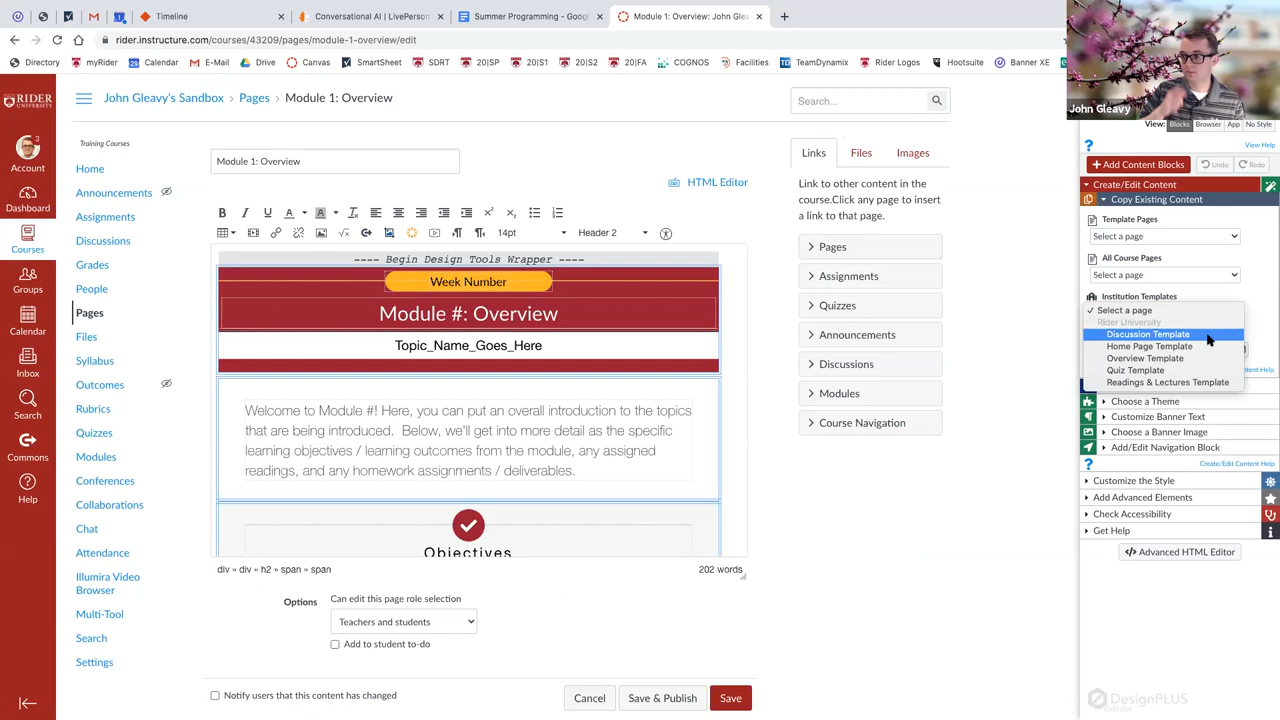 Timeline
Conversational AI | LivePerson
Summer Programming - Googl
Module 1: Overview: John Glea
rider.instructure.com/courses/43209/pages/module-1-overview/edit
Directory
myRider
Calendar
E-Mail
Drive
Canvas
SmartSheet
SDRT
20|SP
20|S1
20|S2
20|FA
COGNOS
Facilities
TeamDynamix
Rider Logos
Hootsuite
Banner XE
John Gleavy
RIDER
UNIVERSITY
3
Account
Dashboard
Courses
Groups
Calendar
Inbox
Search
Commons
Help
John Gleavy's Sandbox > Pages > Module 1: Overview
Search...
Training Courses
Home
Announcements
Assignments
Discussions
Grades
People
Pages
Files
Syllabus
Outcomes
Rubrics
Quizzes
Modules
Conferences
Collaborations
Chat
Attendance
Illumira Video
Browser
Multi-Tool
Search
Settings
Module 1: Overview
HTML Editor
14pt
Header 2
---- Begin Design Tools Wrapper ----
Week Number
Module #: Overview
Topic_Name_Goes_Here
Welcome to Module #! Here, you can put an overall introduction to the topics
that are being introduced. Below, we'll get into more detail as the specific
learning objectives / learning outcomes from the module, any assigned
readings, and any homework assignments / deliverables.
Objectives
div » div » h2 » span » span
202 words
Options
Can edit this page role selection
Teachers and students
Add to student to-do
Notify users that this content has changed
Cancel
Save & Publish
Save
Links
Files
Images
Link to other content in the
course.Click any page to insert
a link to that page.
Pages
Assignments
Quizzes
Announcements
Discussions
Modules
Course Navigation
View:
Blocks
Browser
App
No Style
View Help
+ Add Content Blocks
Undo
Redo
Create/Edit Content
Copy Existing Content
Template Pages
Select a page
All Course Pages
Select a page
Institution Templates
✓ Select a page
Rider University
Discussion Template
Home Page Template
Overview Template
Quiz Template
Readings & Lectures Template
Choose a Theme
Customize Banner Text
Choose a Banner Image
Add/Edit Navigation Block
Create/Edit Content Help
Customize the Style
Add Advanced Elements
Check Accessibility
Get Help
</> Advanced HTML Editor
DesignPLUS